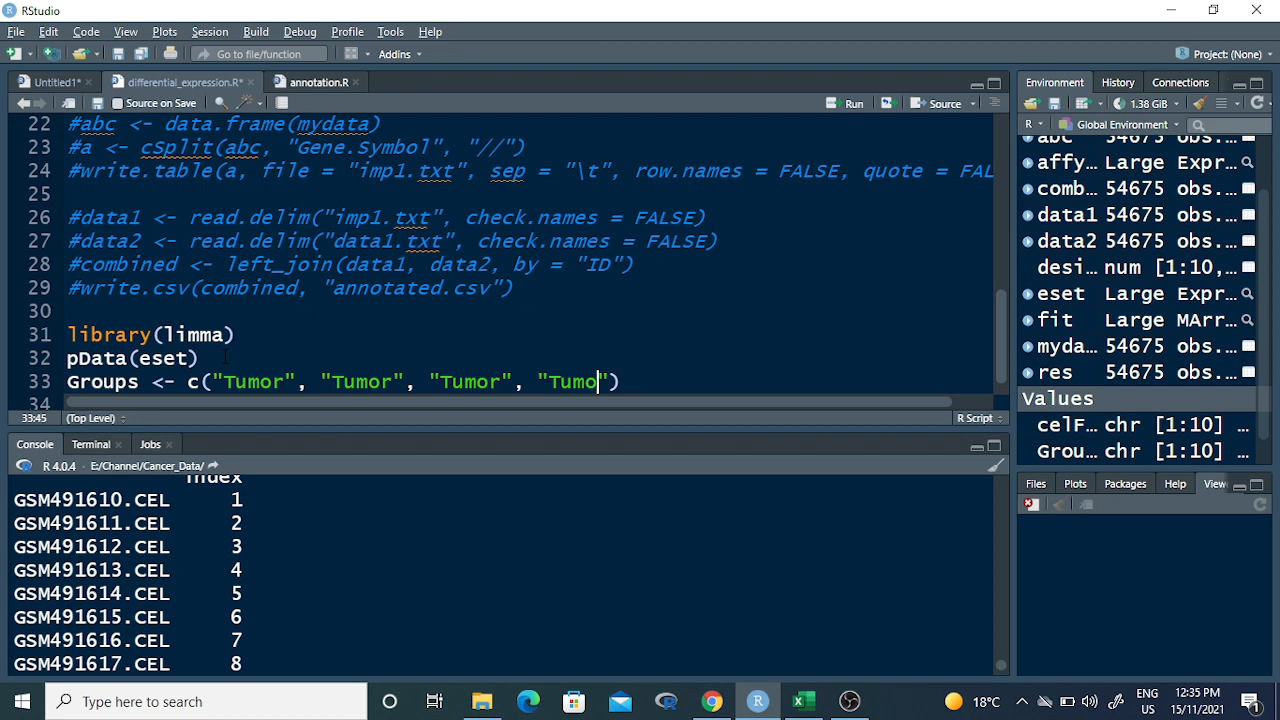 RStudio
File Edit Code View Plots Session Build Debug Profile Tools Help
Go to file/function Addins Project: (None)
Untitled1* differential_expression.R* annotation.R
Source on Save Run Source
22 #abc <- data.frame(mydata)
23 #a <- cSplit(abc, "Gene.Symbol", "//")
24 #write.table(a, file = "imp1.txt", sep = "\t", row.names = FALSE, quote = FAL
25
26 #data1 <- read.delim("imp1.txt", check.names = FALSE)
27 #data2 <- read.delim("data1.txt", check.names = FALSE)
28 #combined <- left_join(data1, data2, by = "ID")
29 #write.csv(combined, "annotated.csv")
30
31 library(limma)
32 pData(eset)
33 Groups <- c("Tumor", "Tumor", "Tumor", "Tumo")
34
33:45 (Top Level) R Script
Console Terminal Jobs
R 4.0.4 · E:/Channel/Cancer_Data/
index
GSM491610.CEL 1
GSM491611.CEL 2
GSM491612.CEL 3
GSM491613.CEL 4
GSM491614.CEL 5
GSM491615.CEL 6
GSM491616.CEL 7
GSM491617.CEL 8
Environment History Connections
1.38 GiB
R Global Environment
abc 54675 obs.
affy… Large Expre…
comb… 54675 obs.…
data1 54675 obs.…
data2 54675 obs.…
desi… num [1:10,…
eset Large Expr…
fit Large MArr…
myda… 54675 obs.…
res 54675 obs.…
Values
celF… chr [1:10] …
Grou… chr [1:10] …
Files Plots Packages Help View
Type here to search
18°C
ENG
US
12:35 PM
15/11/2021
1